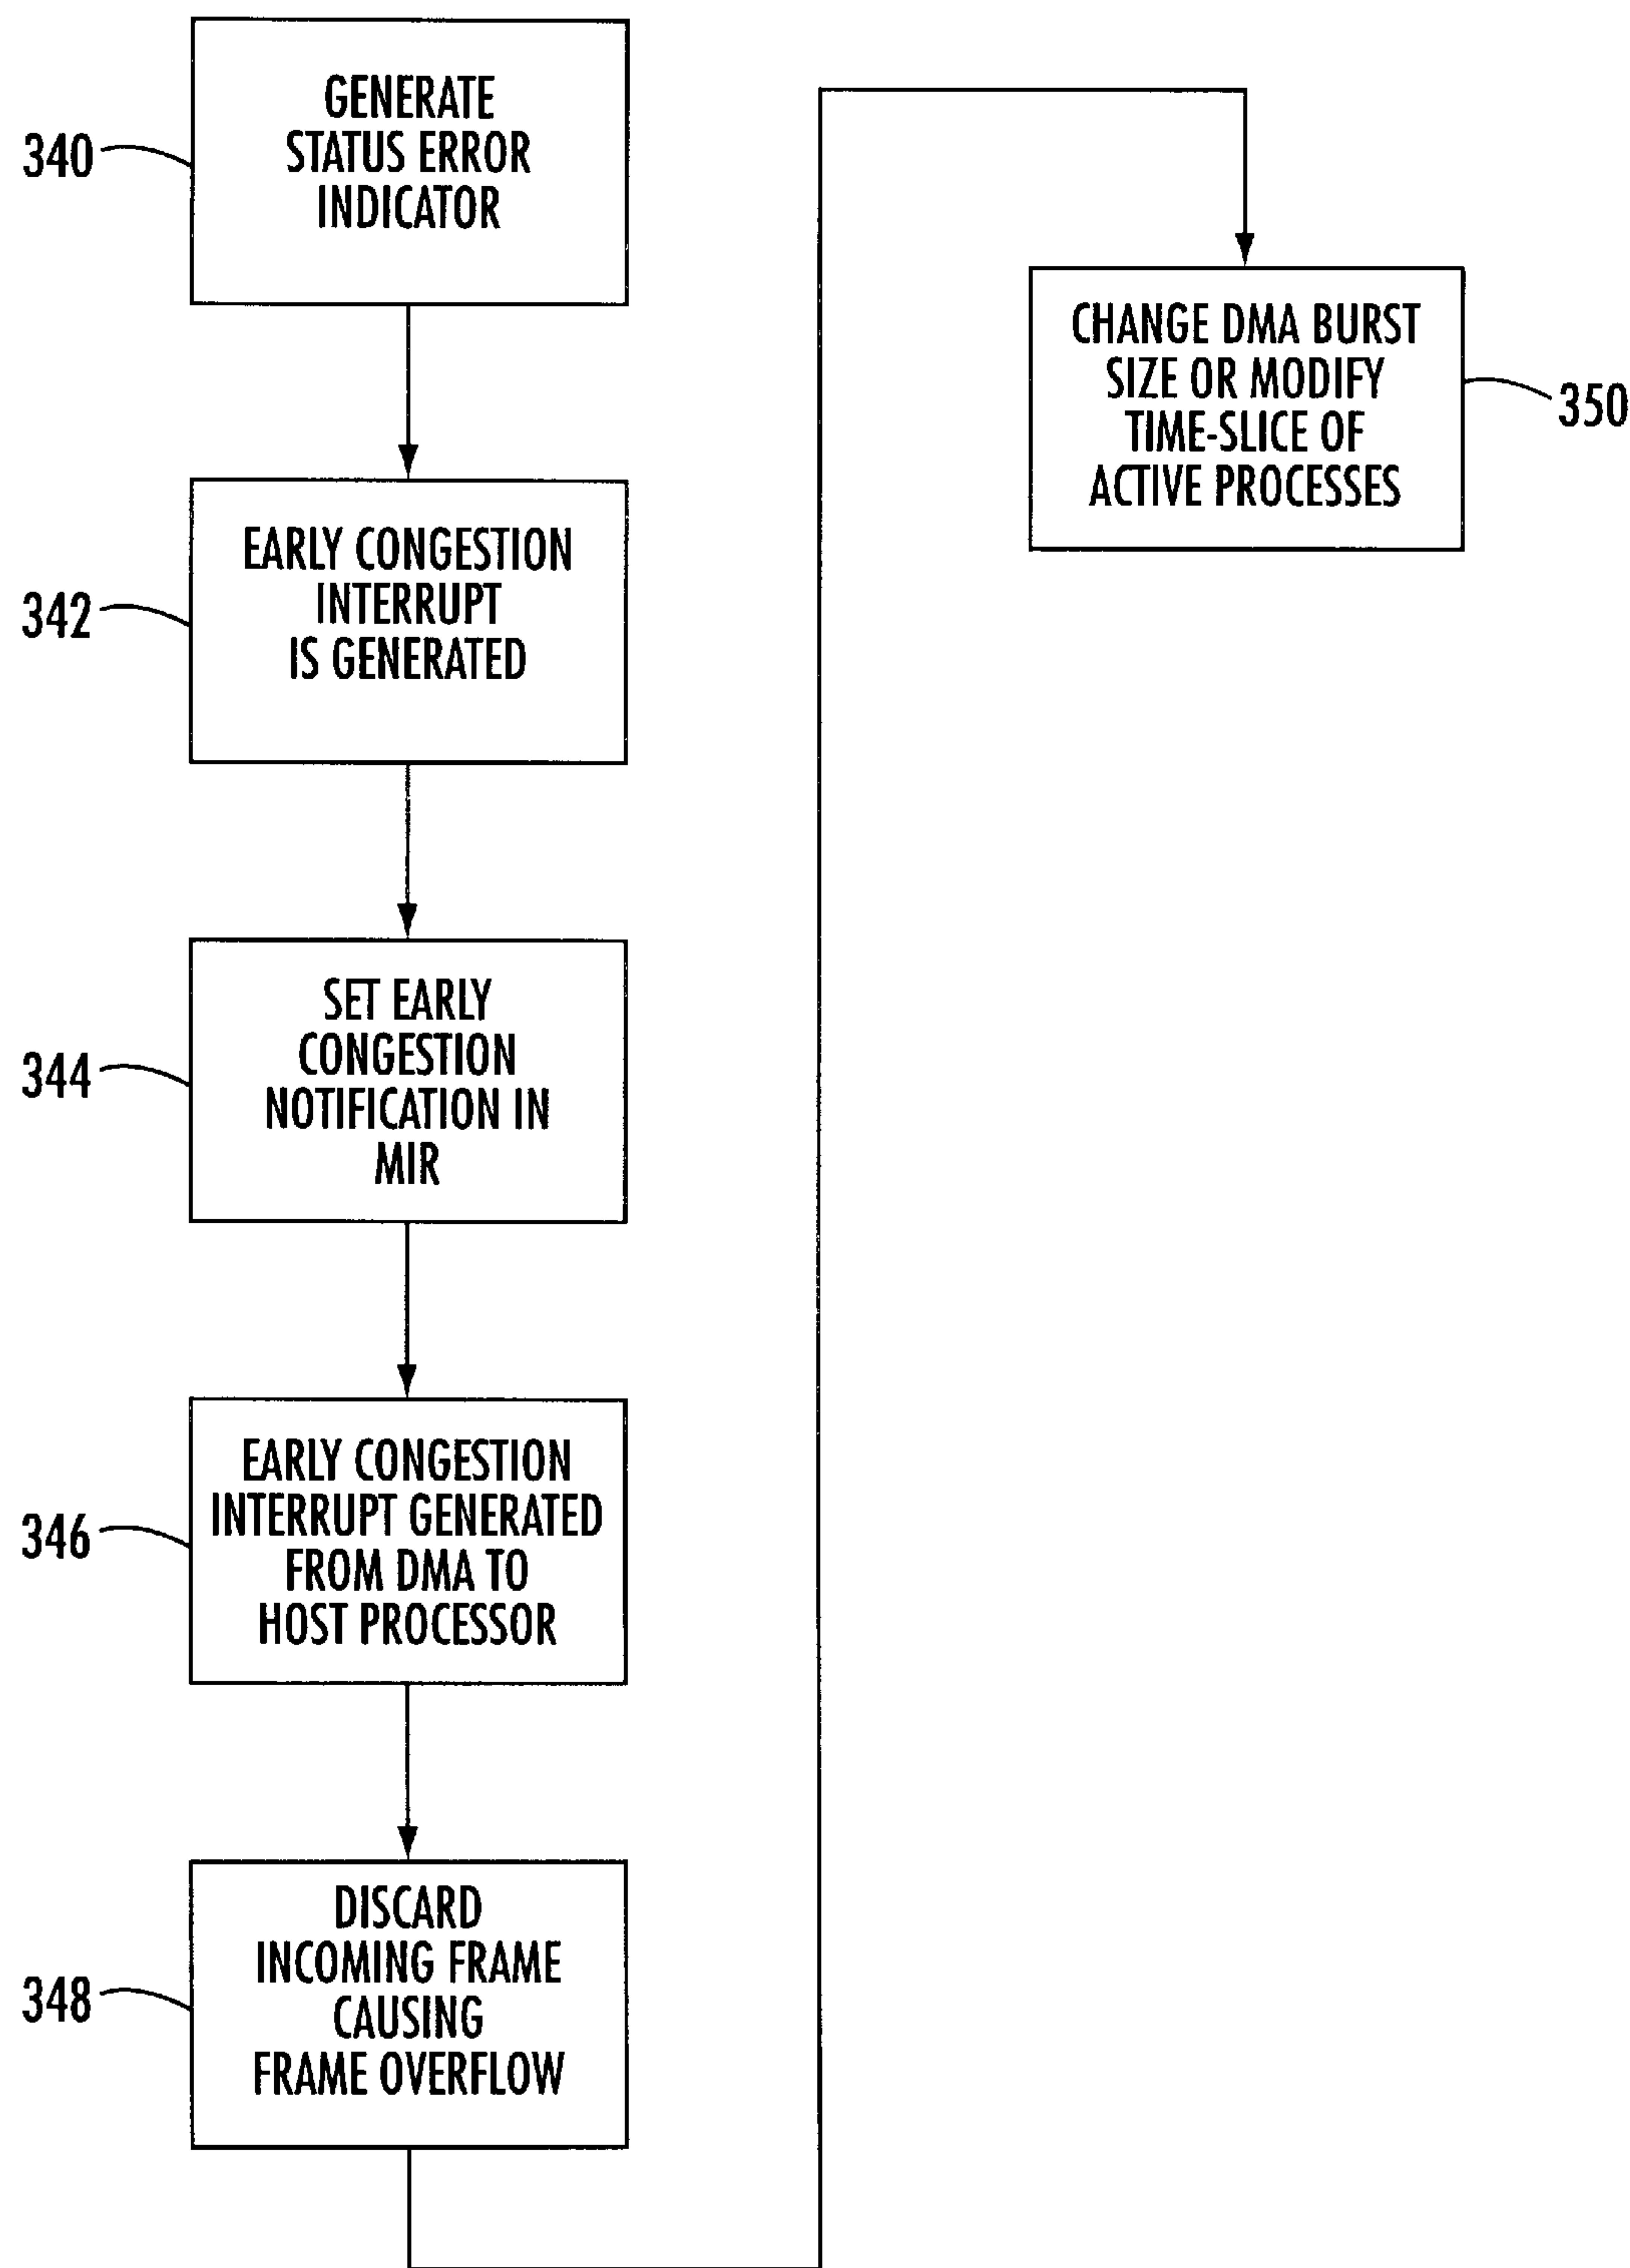 340
GENERATE
STATUS ERROR
INDICATOR
342
EARLY CONGESTION
INTERRUPT
IS GENERATED
344
SET EARLY
CONGESTION
NOTIFICATION IN
MIR
346
EARLY CONGESTION
INTERRUPT GENERATED
FROM DMA TO
HOST PROCESSOR
348
DISCARD
INCOMING FRAME
CAUSING
FRAME OVERFLOW
CHANGE DMA BURST
SIZE OR MODIFY
TIME-SLICE OF
ACTIVE PROCESSES
350